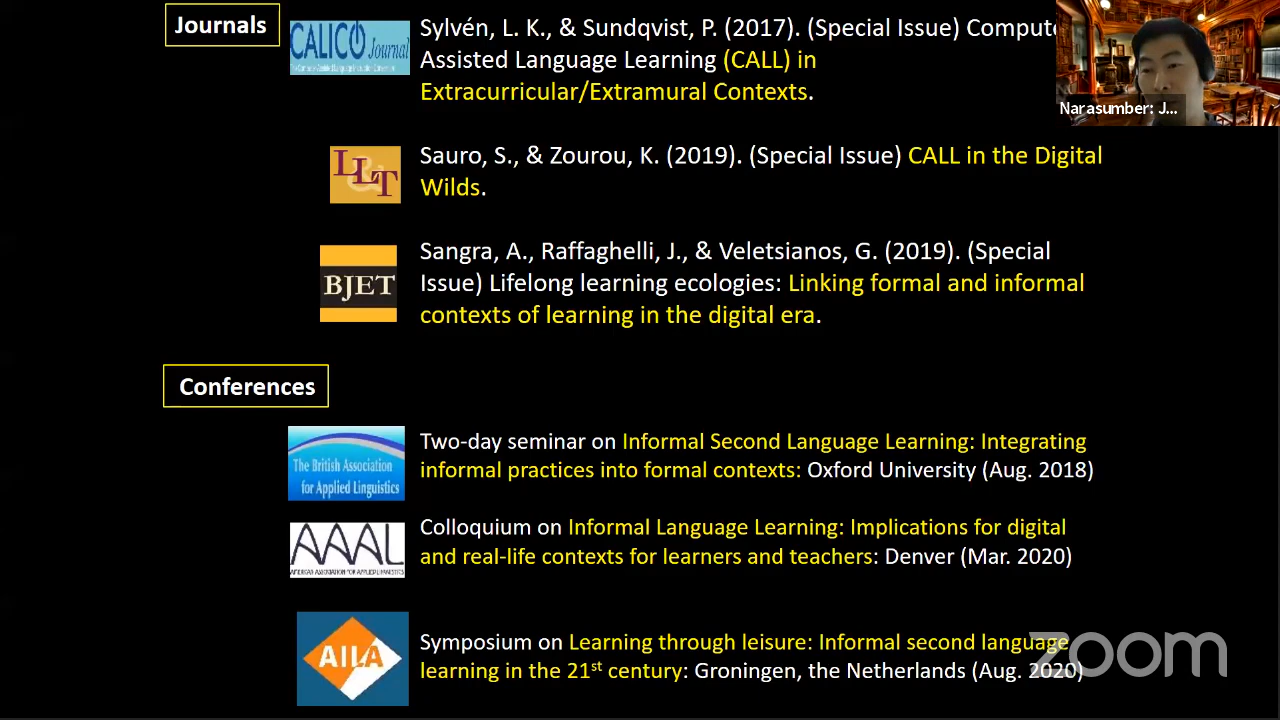 Journals
CALICO Journal
Sylvén, L. K., & Sundqvist, P. (2017). (Special Issue) Compute
Assisted Language Learning (CALL) in
Extracurricular/Extramural Contexts.
Narasumber: J...
LL&T
Sauro, S., & Zourou, K. (2019). (Special Issue) CALL in the Digital
Wilds.
BJET
Sangra, A., Raffaghelli, J., & Veletsianos, G. (2019). (Special
Issue) Lifelong learning ecologies: Linking formal and informal
contexts of learning in the digital era.
Conferences
The British Association
for Applied Linguistics
Two-day seminar on Informal Second Language Learning: Integrating
informal practices into formal contexts: Oxford University (Aug. 2018)
AAAL
AMERICAN ASSOCIATION FOR APPLIED LINGUISTICS
Colloquium on Informal Language Learning: Implications for digital
and real-life contexts for learners and teachers: Denver (Mar. 2020)
AILA
Symposium on Learning through leisure: Informal second language
learning in the 21st century: Groningen, the Netherlands (Aug. 2020)
zoom